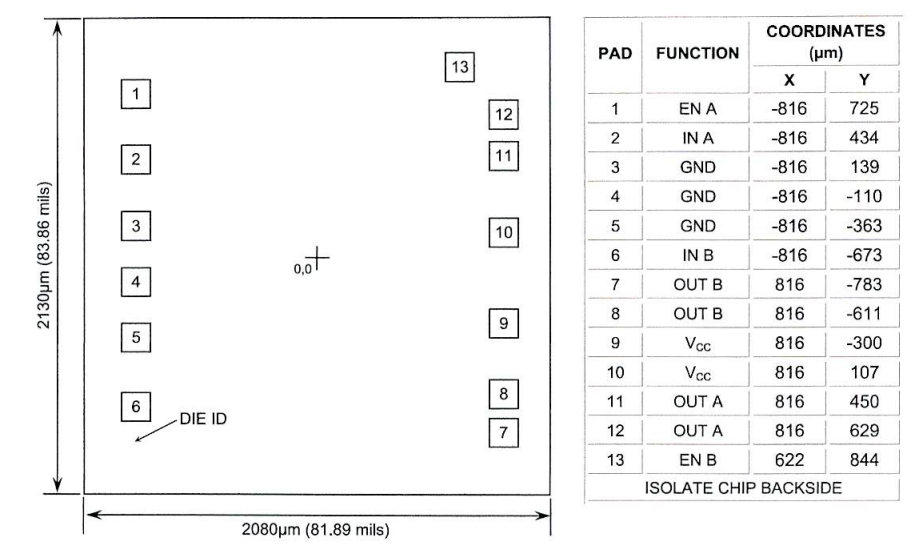 13
1
12
2
11
3
10
0,0
4
9
5
8
6
DIE ID
7
2130µm (83.86 mils)
2080µm (81.89 mils)
PAD FUNCTION COORDINATES (µm)
X Y
1 EN A -816 725
2 IN A -816 434
3 GND -816 139
4 GND -816 -110
5 GND -816 -363
6 IN B -816 -673
7 OUT B 816 -783
8 OUT B 816 -611
9 VCC 816 -300
10 VCC 816 107
11 OUT A 816 450
12 OUT A 816 629
13 EN B 622 844
ISOLATE CHIP BACKSIDE